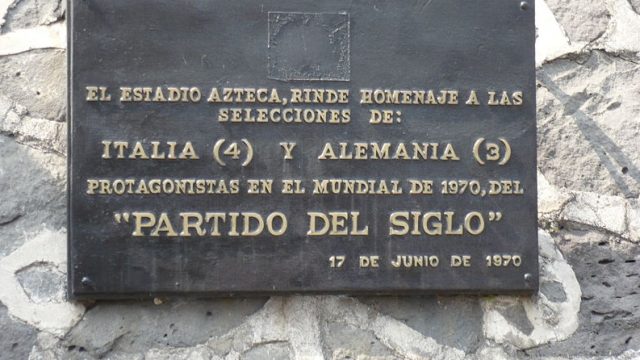 EL ESTADIO AZTECA, RINDE HOMENAJE A LAS
SELECCIONES DE:
ITALIA (4) Y ALEMANIA (3)
PROTAGONISTAS EN EL MUNDIAL DE 1970, DEL
"PARTIDO DEL SIGLO"
17 DE JUNIO DE 1970